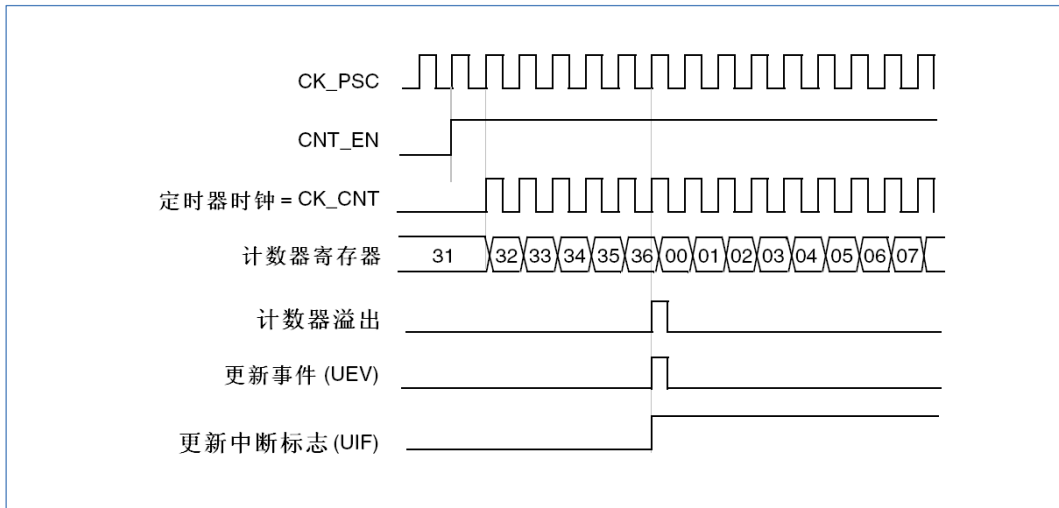 CK_PSC
CNT_EN
定时器时钟 = CK_CNT
计数器寄存器 31 32 33 34 35 36 00 01 02 03 04 05 06 07
计数器溢出
更新事件 (UEV)
更新中断标志 (UIF)